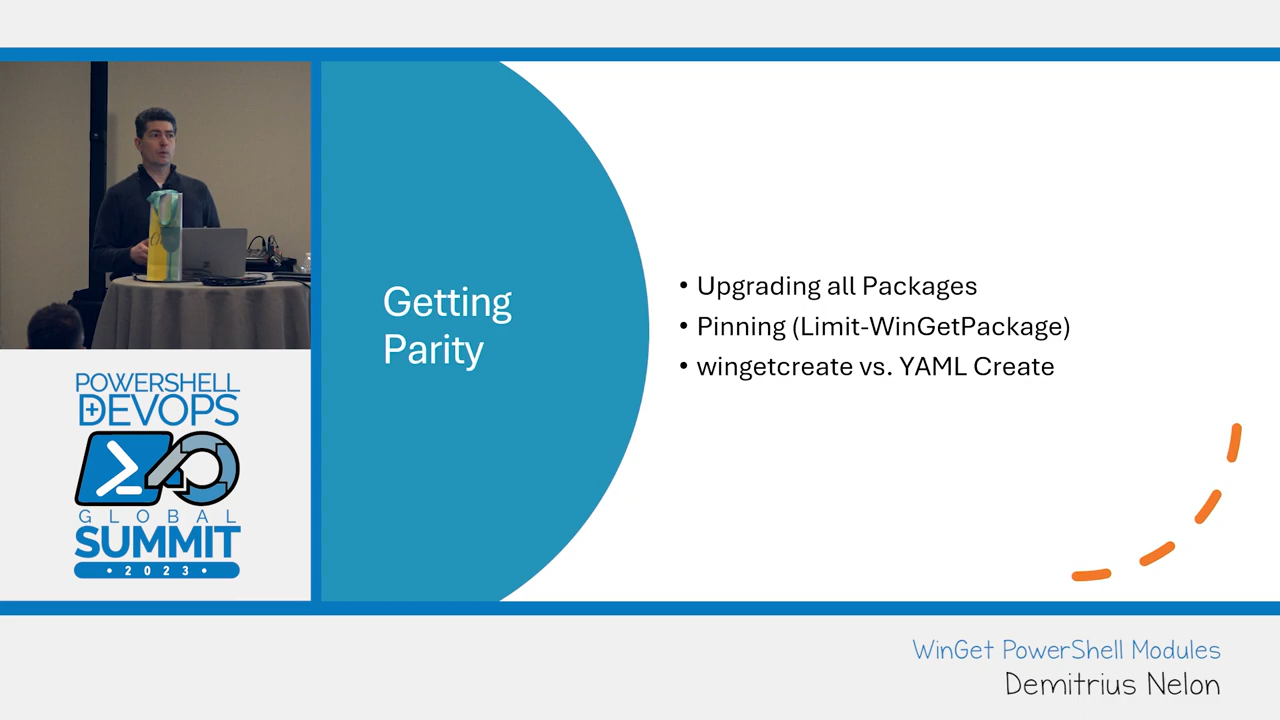 POWERSHELL
+DEVOPS
GLOBAL
SUMMIT
• 2023 •
Getting
Parity
• Upgrading all Packages
• Pinning (Limit-WinGetPackage)
• wingetcreate vs. YAML Create
WinGet PowerShell Modules
Demitrius Nelon